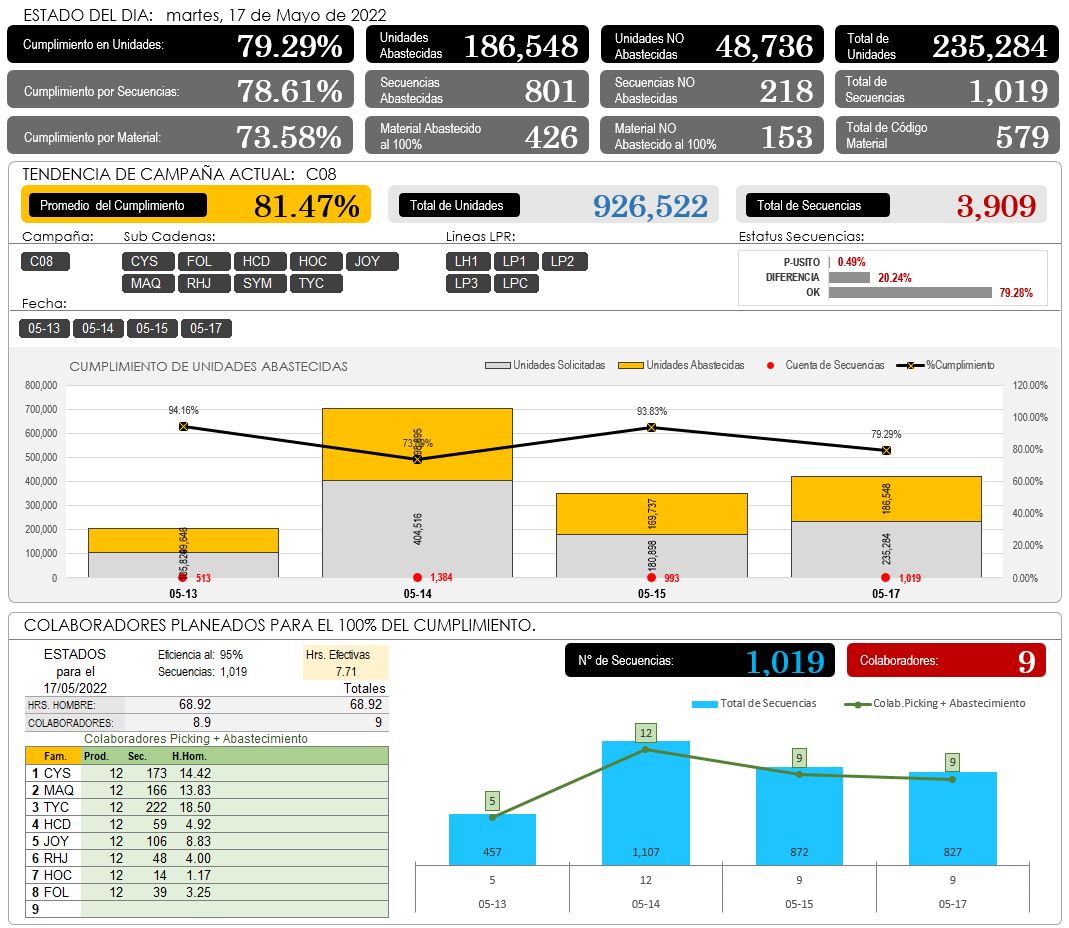 ESTADO DEL DIA: martes, 17 de Mayo de 2022
Cumplimiento en Unidades: 79.29%
Unidades Abastecidas 186,548
Unidades NO Abastecidas 48,736
Total de Unidades 235,284
Cumplimiento por Secuencias: 78.61%
Secuencias Abastecidas 801
Secuencias NO Abastecidas 218
Total de Secuencias 1,019
Cumplimiento por Material: 73.58%
Material Abastecido al 100% 426
Material NO Abastecido al 100% 153
Total de Código Material 579
TENDENCIA DE CAMPAÑA ACTUAL: C08
Promedio del Cumplimiento 81.47%
Total de Unidades 926,522
Total de Secuencias 3,909
Campaña: Sub Cadenas: Lineas LPR: Estatus Secuencias:
C08 CYS FOL HCD HOC JOY LH1 LP1 LP2
MAQ RHJ SYM TYC LP3 LPC
P-USITO 0.49%
DIFERENCIA 20.24%
OK 79.28%
Fecha:
05-13 05-14 05-15 05-17
CUMPLIMIENTO DE UNIDADES ABASTECIDAS
Unidades Solicitadas Unidades Abastecidas Cuenta de Secuencias %Cumplimiento
800,000 120.00%
700,000
600,000 100.00%
500,000 80.00%
400,000 60.00%
300,000 40.00%
200,000
100,000 20.00%
0 0.00%
94.16% 93.83% 79.29%
404,516 169,737 180,898 186,548 235,284
513 1,384 993 1,019
05-13 05-14 05-15 05-17
COLABORADORES PLANEADOS PARA EL 100% DEL CUMPLIMIENTO.
ESTADOS Eficiencia al: 95% Hrs. Efectivas
para el Secuencias: 1,019 7.71
17/05/2022 Totales
HRS. HOMBRE: 68.92 68.92
COLABORADORES: 8.9 9
Colaboradores Picking + Abastecimiento
Fam. Prod. Sec. H.Hom.
1 CYS 12 173 14.42
2 MAQ 12 166 13.83
3 TYC 12 222 18.50
4 HCD 12 59 4.92
5 JOY 12 106 8.83
6 RHJ 12 48 4.00
7 HOC 12 14 1.17
8 FOL 12 39 3.25
9
N° de Secuencias: 1,019
Colaboradores: 9
Total de Secuencias Colab.Picking + Abastecimiento
5 12 9 9
457 1,107 872 827
5 12 9 9
05-13 05-14 05-15 05-17